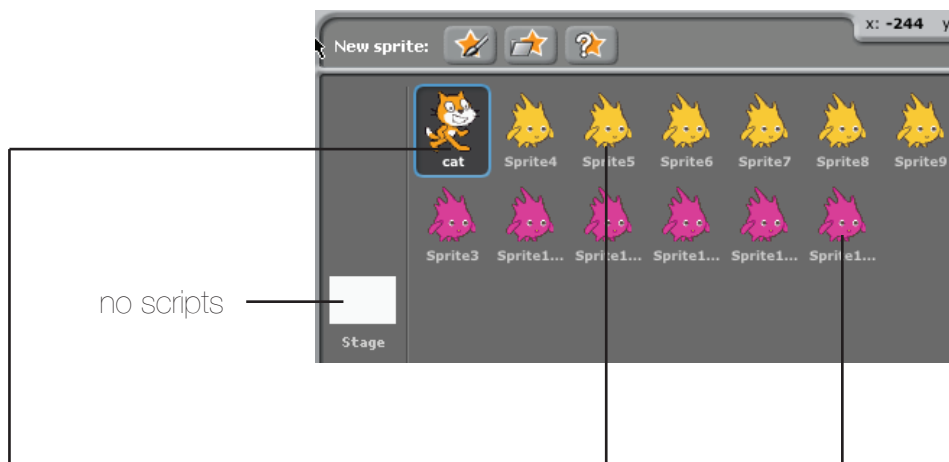 x: -244 y
New sprite:
cat Sprite4 Sprite5 Sprite6 Sprite7 Sprite8 Sprite9
Sprite3 Sprite1... Sprite1... Sprite1... Sprite1... Sprite1...
no scripts
Stage